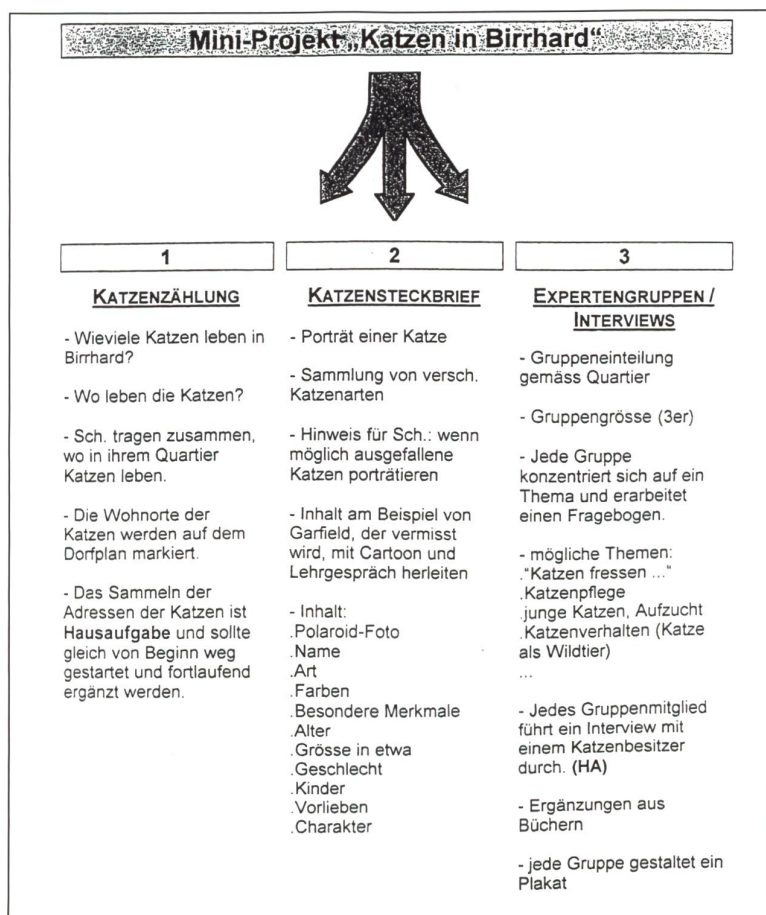 Mini-Projekt „Katzen in Birrhard“
1
KATZENZÄHLUNG
- Wieviele Katzen leben in
Birrhard?
- Wo leben die Katzen?
- Sch. tragen zusammen,
wo in ihrem Quartier
Katzen leben.
- Die Wohnorte der
Katzen werden auf dem
Dorfplan markiert.
- Das Sammeln der
Adressen der Katzen ist
Hausaufgabe und sollte
gleich von Beginn weg
gestartet und fortlaufend
ergänzt werden.
2
KATZENSTECKBRIEF
- Porträt einer Katze
- Sammlung von versch.
Katzenarten
- Hinweis für Sch.: wenn
möglich ausgefallene
Katzen porträtieren
- Inhalt am Beispiel von
Garfield, der vermisst
wird, mit Cartoon und
Lehrgespräch herleiten
- Inhalt:
.Polaroid-Foto
.Name
.Art
.Farben
.Besondere Merkmale
.Alter
.Grösse in etwa
.Geschlecht
.Kinder
.Vorlieben
.Charakter
3
EXPERTENGRUPPEN /
INTERVIEWS
- Gruppeneinteilung
gemäss Quartier
- Gruppengrösse (3er)
- Jede Gruppe
konzentriert sich auf ein
Thema und erarbeitet
einen Fragebogen.
- mögliche Themen:
."Katzen fressen ..."
.Katzenpflege
.junge Katzen, Aufzucht
.Katzenverhalten (Katze
als Wildtier)
...
- Jedes Gruppenmitglied
führt ein Interview mit
einem Katzenbesitzer
durch. (HA)
- Ergänzungen aus
Büchern
- jede Gruppe gestaltet ein
Plakat